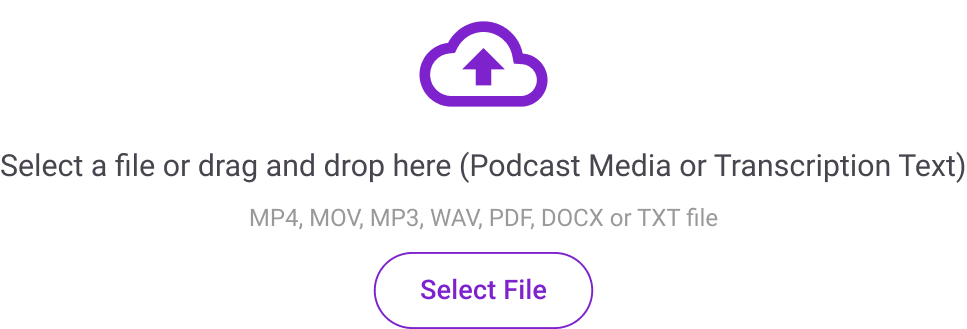 Select a file or drag and drop here (Podcast Media or Transcription Text)
MP4, MOV, MP3, WAV, PDF, DOCX or TXT file
Select File